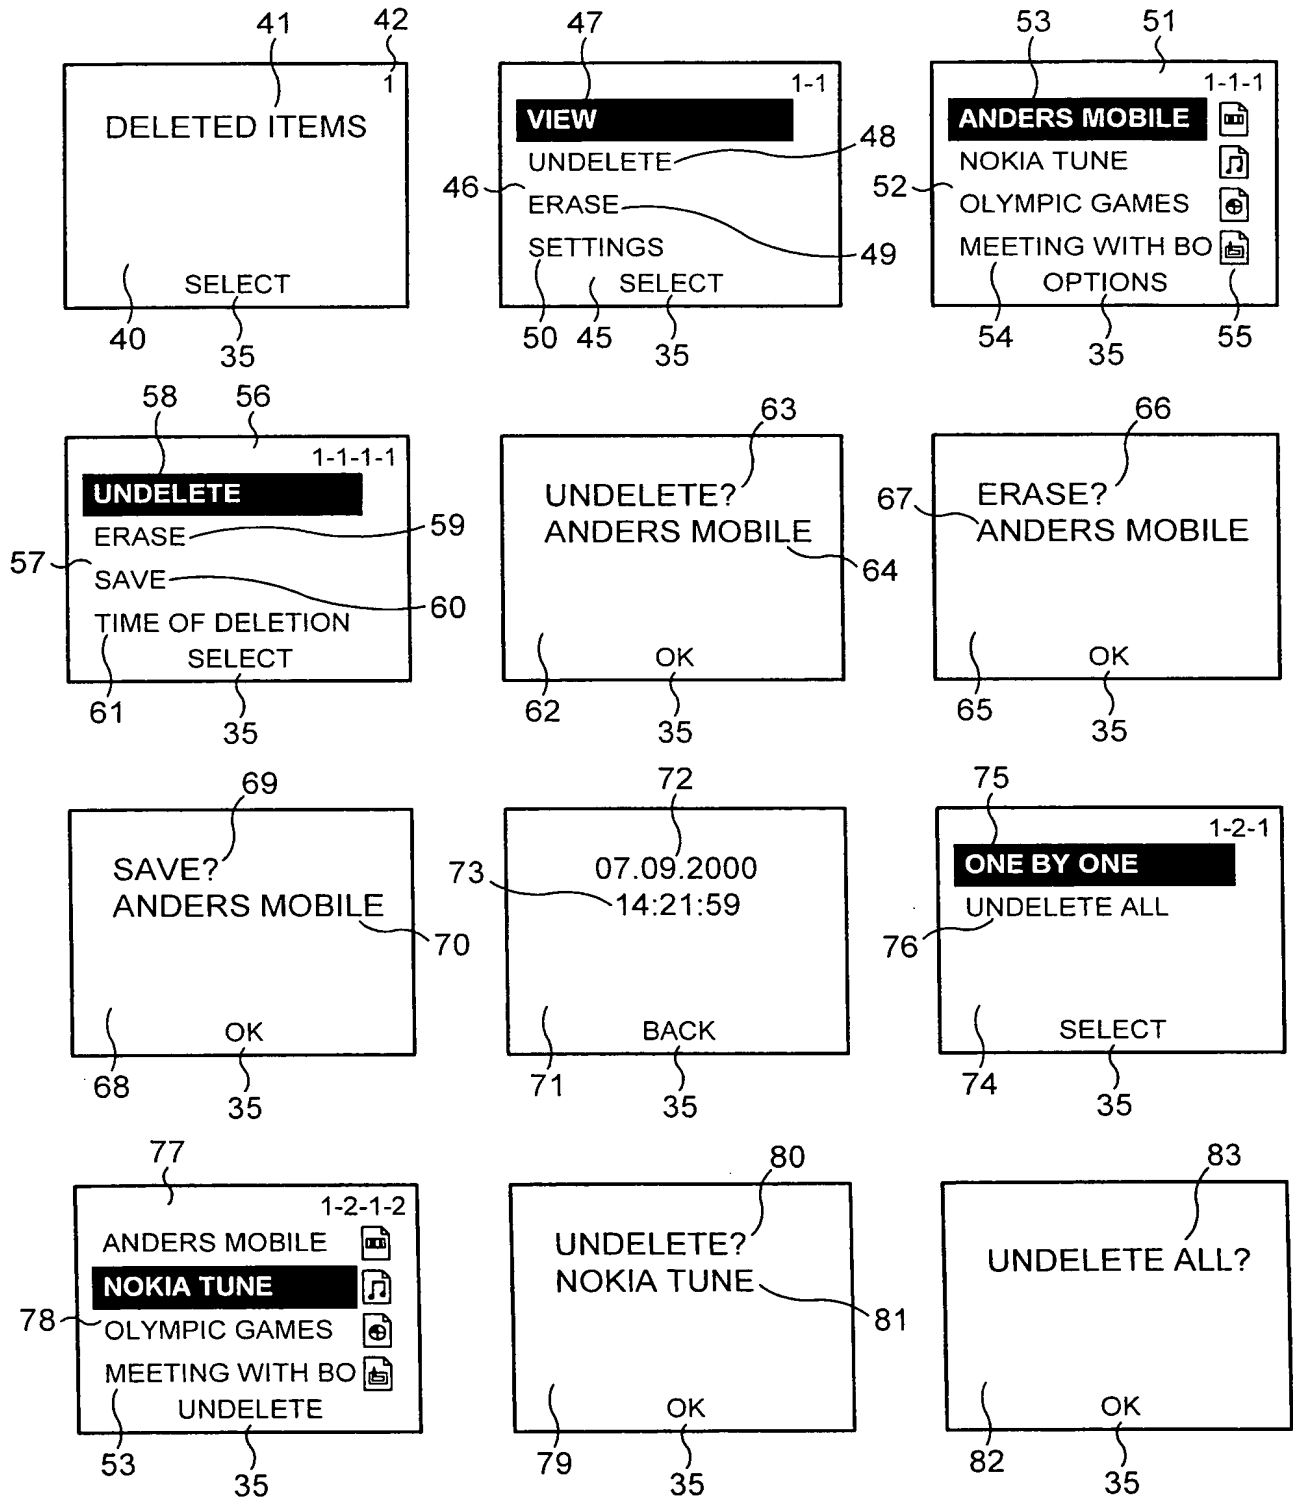 41 42
1
DELETED ITEMS
SELECT
40
35
47
1-1
VIEW
UNDELETE 48
46
ERASE
SETTINGS 49
SELECT
50 45 35
53 51
1-1-1
ANDERS MOBILE
NOKIA TUNE
52
OLYMPIC GAMES
MEETING WITH BO
OPTIONS
54 35 55
58 56
1-1-1-1
UNDELETE
ERASE 59
57
SAVE
60
TIME OF DELETION
SELECT
61 35
63
UNDELETE?
ANDERS MOBILE
64
OK
62 35
66
ERASE?
67
ANDERS MOBILE
OK
65 35
69
SAVE?
ANDERS MOBILE
70
OK
68 35
72
07.09.2000
73
14:21:59
BACK
71 35
75
1-2-1
ONE BY ONE
UNDELETE ALL
76
SELECT
74 35
77
1-2-1-2
ANDERS MOBILE
NOKIA TUNE
78
OLYMPIC GAMES
MEETING WITH BO
UNDELETE
53 35
80
UNDELETE?
NOKIA TUNE
81
OK
79 35
83
UNDELETE ALL?
OK
82 35